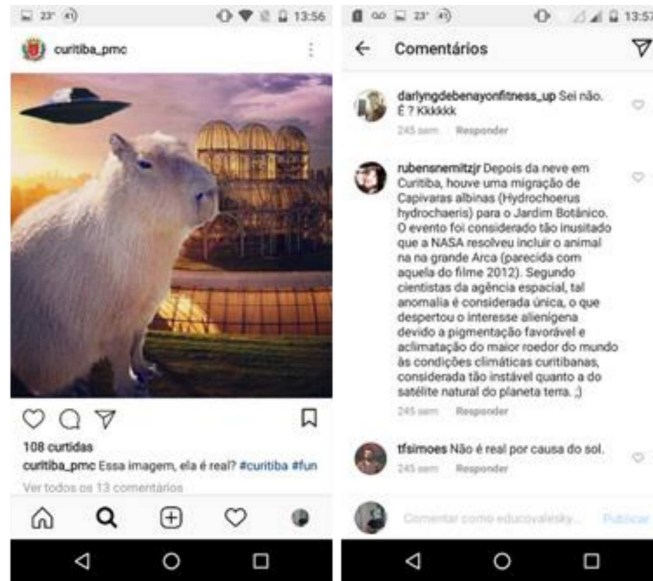 23° 41) 13:56
curitiba_pmc
108 curtidas
curitiba_pmc Essa imagem, ela é real? #curitiba #fun
Ver todos os 13 comentários
23° 41) 13:57
Comentários
darlyngdebenayonfitness_up Sei não.
É ? Kkkkkk
245 sem Responder
rubensnemitzjr Depois da neve em
Curitiba, houve uma migração de
Capivaras albinas (Hydrochoerus
hydrochaeris) para o Jardim Botânico.
O evento foi considerado tão inusitado
que a NASA resolveu incluir o animal
na na grande Arca (parecida com
aquela do filme 2012). Segundo
cientistas da agência espacial, tal
anomalia é considerada única, o que
despertou o interesse alienígena
devido a pigmentação favorável e
aclimatação do maior roedor do mundo
às condições climáticas curitibanas,
considerada tão instável quanto a do
satélite natural do planeta terra. ;)
245 sem Responder
tfsimoes Não é real por causa do sol.
245 sem Responder
Comentar como educovalesky... Publicar